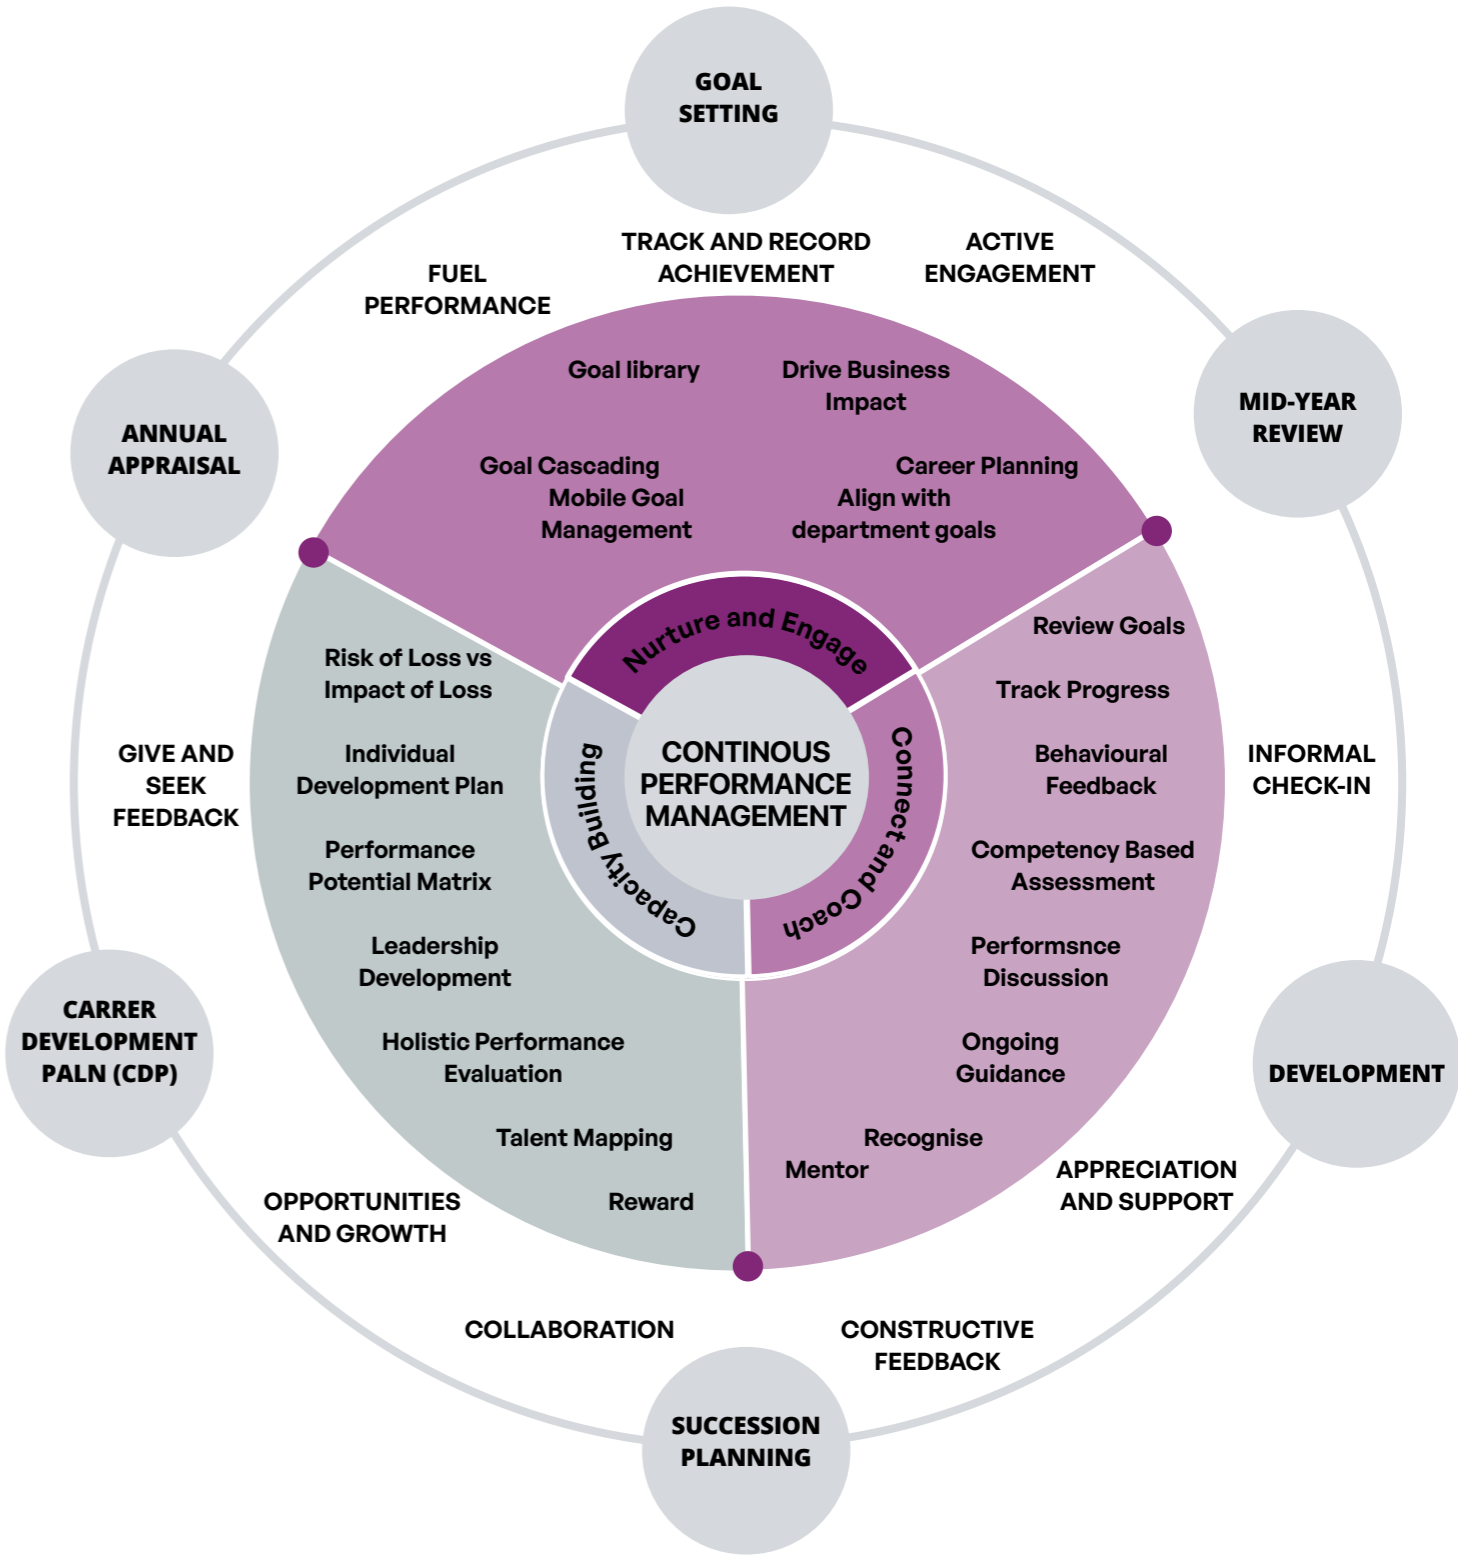 GOAL
SETTING
TRACK AND RECORD
ACHIEVEMENT
ACTIVE
ENGAGEMENT
FUEL
PERFORMANCE
MID-YEAR
REVIEW
ANNUAL
APPRAISAL
Goal library
Drive Business
Impact
Goal Cascading
Mobile Goal
Management
Career Planning
Align with
department goals
Nurture and Engage
CONTINOUS
PERFORMANCE
MANAGEMENT
Connect and Coach
Capacity Building
Review Goals
Track Progress
Behavioural
Feedback
Competency Based
Assessment
Performsnce
Discussion
Ongoing
Guidance
Recognise
Mentor
Risk of Loss vs
Impact of Loss
Individual
Development Plan
Performance
Potential Matrix
Leadership
Development
Holistic Performance
Evaluation
Talent Mapping
Reward
GIVE AND
SEEK
FEEDBACK
INFORMAL
CHECK-IN
CARRER
DEVELOPMENT
PALN (CDP)
DEVELOPMENT
OPPORTUNITIES
AND GROWTH
APPRECIATION
AND SUPPORT
COLLABORATION
CONSTRUCTIVE
FEEDBACK
SUCCESSION
PLANNING